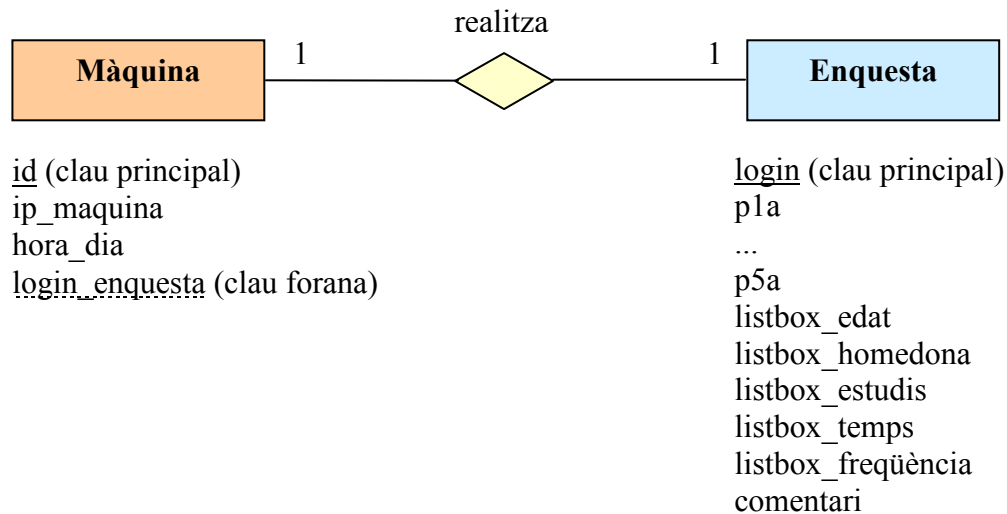 realitza
Màquina
1
1
Enquesta
id (clau principal)
ip_maquina
hora_dia
login_enquesta (clau forana)
login (clau principal)
p1a
...
p5a
listbox_edat
listbox_homedona
listbox_estudis
listbox_temps
listbox_freqüència
comentari